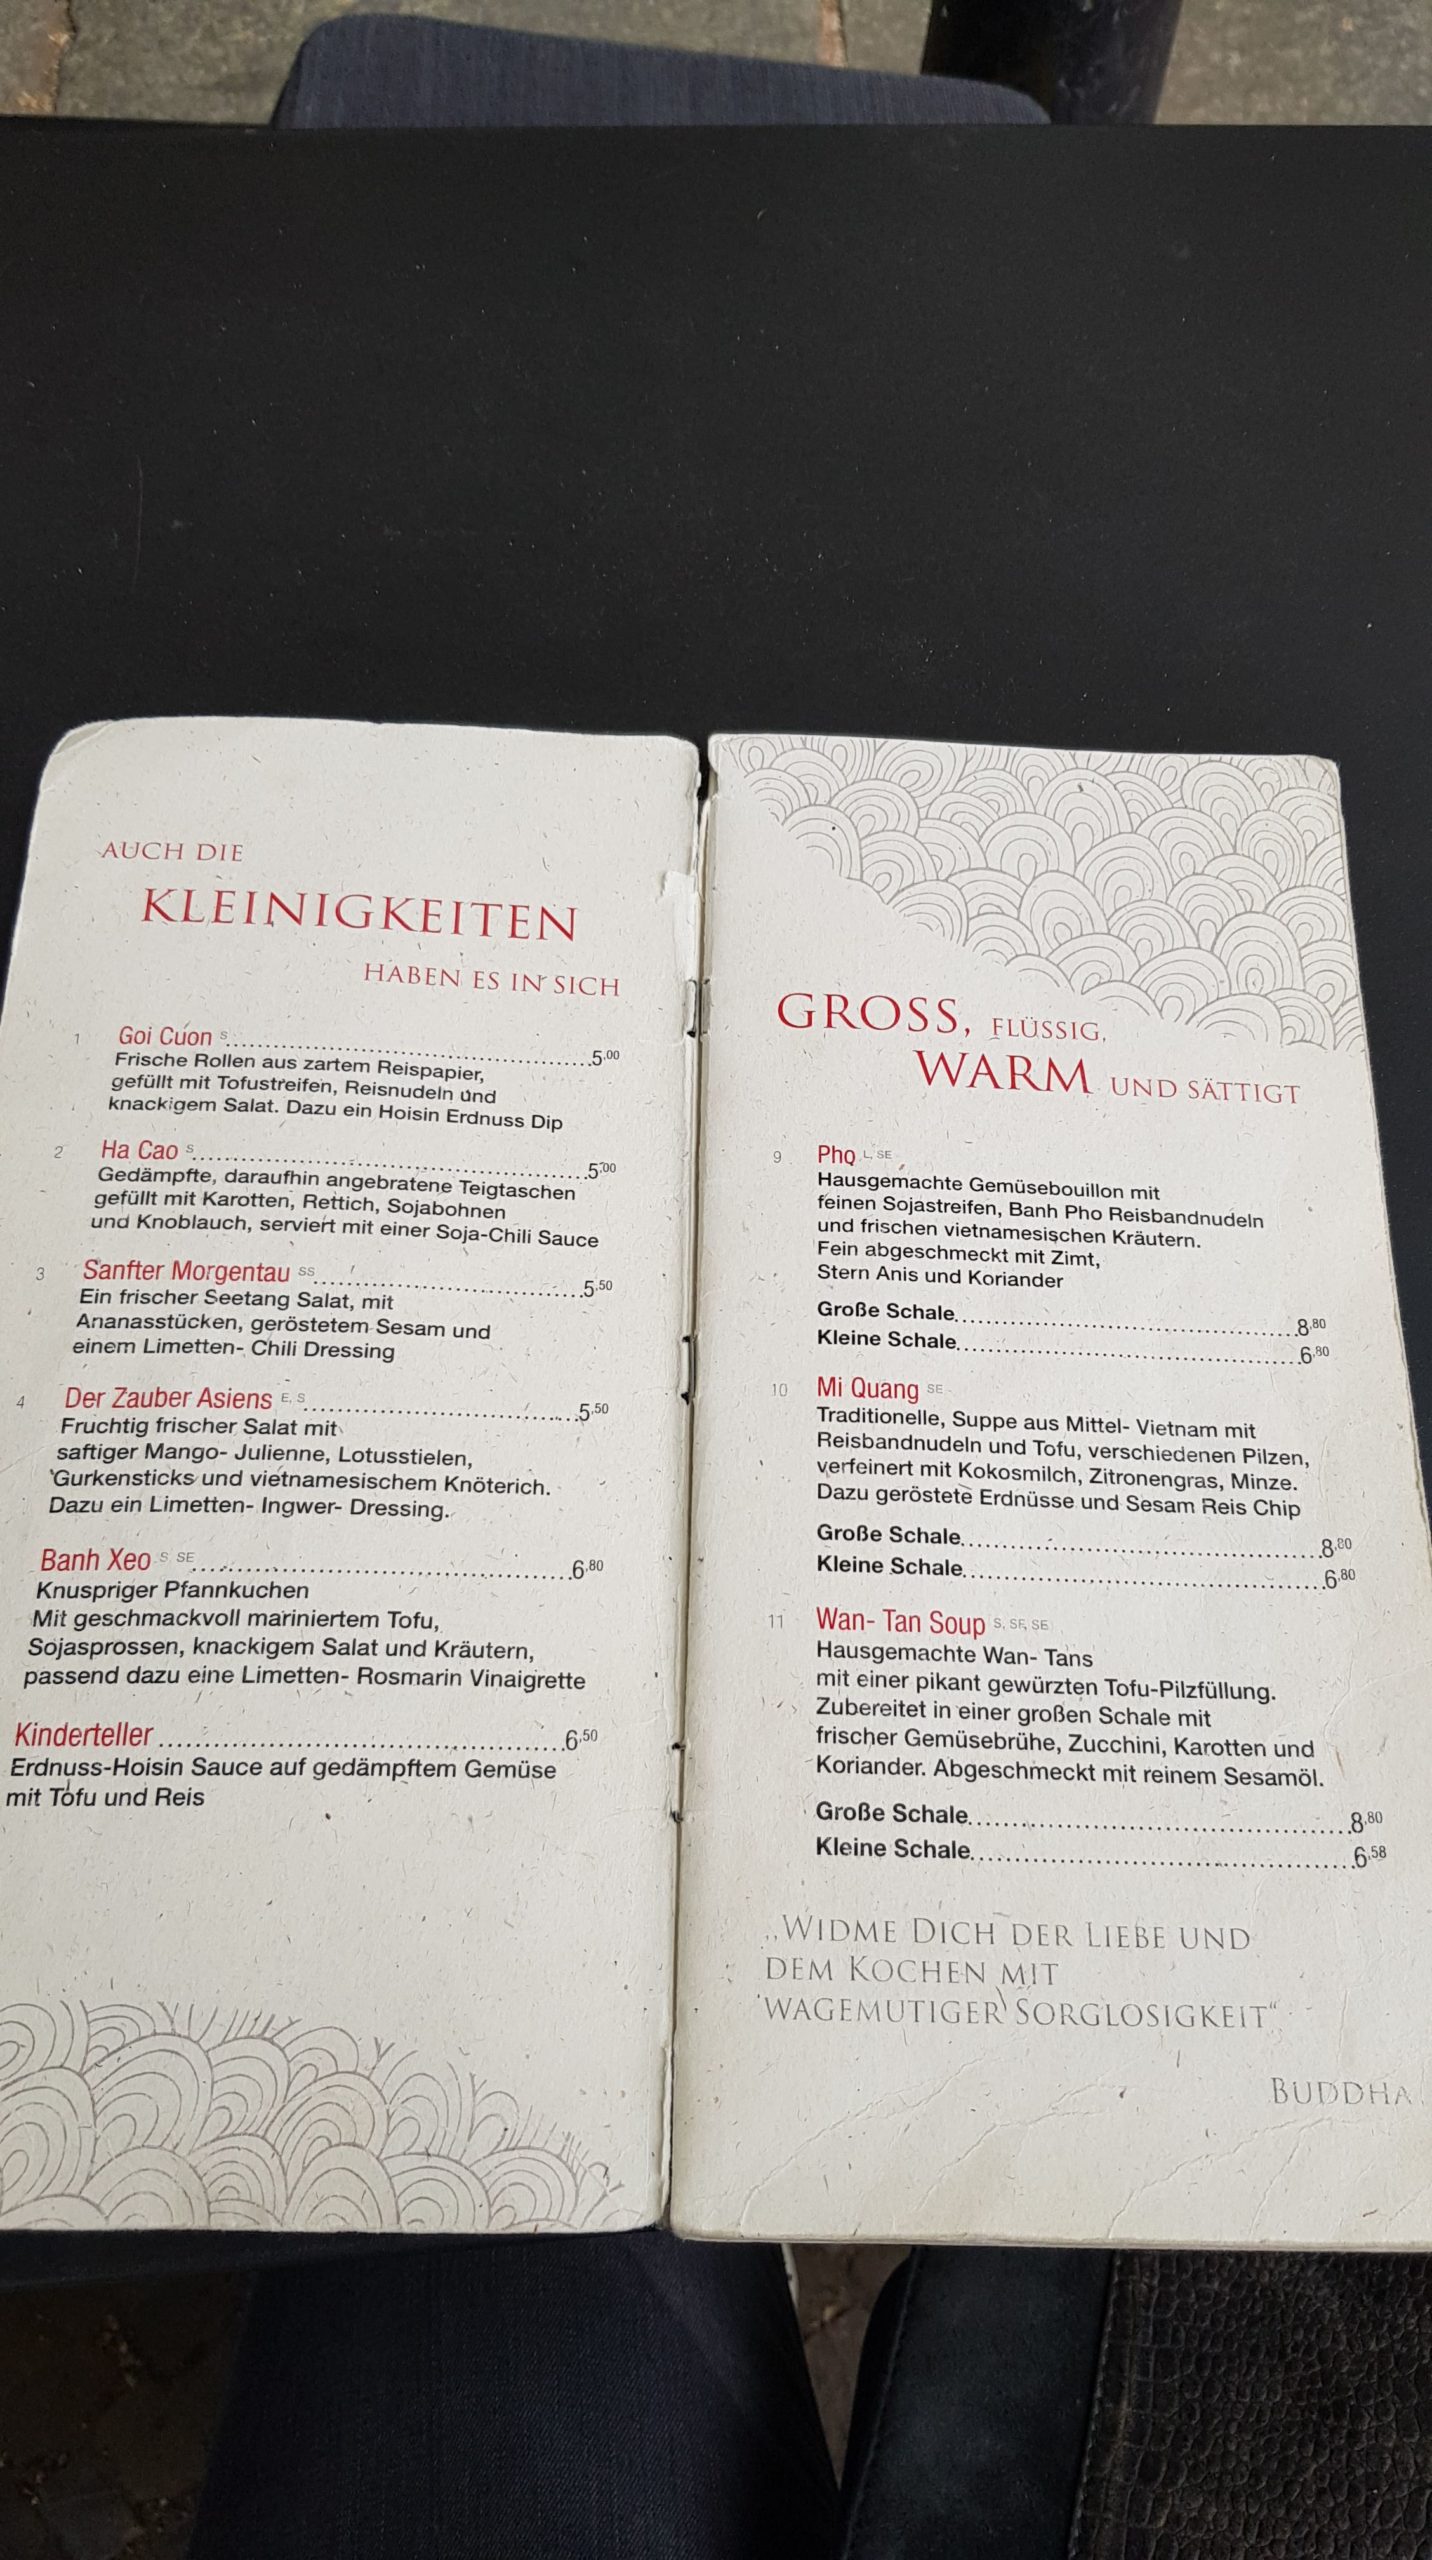 AUCH DIE
KLEINIGKEITEN
HABEN ES IN SICH
1 Goi Cuon S 5,00
Frische Rollen aus zartem Reispapier,
gefüllt mit Tofustreifen, Reisnudeln und
knackigem Salat. Dazu ein Hoisin Erdnuss Dip
2 Ha Cao S 5,00
Gedämpfte, daraufhin angebratene Teigtaschen
gefüllt mit Karotten, Rettich, Sojabohnen
und Knoblauch, serviert mit einer Soja-Chili Sauce
3 Sanfter Morgentau SS 5,50
Ein frischer Seetang Salat, mit
Ananasstücken, geröstetem Sesam und
einem Limetten- Chili Dressing
4 Der Zauber Asiens E, S 5,50
Fruchtig frischer Salat mit
saftiger Mango- Julienne, Lotusstielen,
Gurkensticks und vietnamesischem Knöterich.
Dazu ein Limetten- Ingwer- Dressing.
Banh Xeo S SE 6,80
Knuspriger Pfannkuchen
Mit geschmackvoll mariniertem Tofu,
Sojasprossen, knackigem Salat und Kräutern,
passend dazu eine Limetten- Rosmarin Vinaigrette
Kinderteller 6,50
Erdnuss-Hoisin Sauce auf gedämpftem Gemüse
mit Tofu und Reis
GROSS, FLÜSSIG,
WARM UND SÄTTIGT
9 Pho L, SE
Hausgemachte Gemüsebouillon mit
feinen Sojastreifen, Banh Pho Reisbandnudeln
und frischen vietnamesischen Kräutern.
Fein abgeschmeckt mit Zimt,
Stern Anis und Koriander
Große Schale 8,80
Kleine Schale 6,80
10 Mi Quang SE
Traditionelle, Suppe aus Mittel- Vietnam mit
Reisbandnudeln und Tofu, verschiedenen Pilzen,
verfeinert mit Kokosmilch, Zitronengras, Minze.
Dazu geröstete Erdnüsse und Sesam Reis Chip
Große Schale 8,80
Kleine Schale 6,80
11 Wan- Tan Soup S, SF, SE
Hausgemachte Wan- Tans
mit einer pikant gewürzten Tofu-Pilzfüllung.
Zubereitet in einer großen Schale mit
frischer Gemüsebrühe, Zucchini, Karotten und
Koriander. Abgeschmeckt mit reinem Sesamöl.
Große Schale 8,80
Kleine Schale 6,58
„WIDME DICH DER LIEBE UND
DEM KOCHEN MIT
WAGEMUTIGER SORGLOSIGKEIT“
BUDDHA